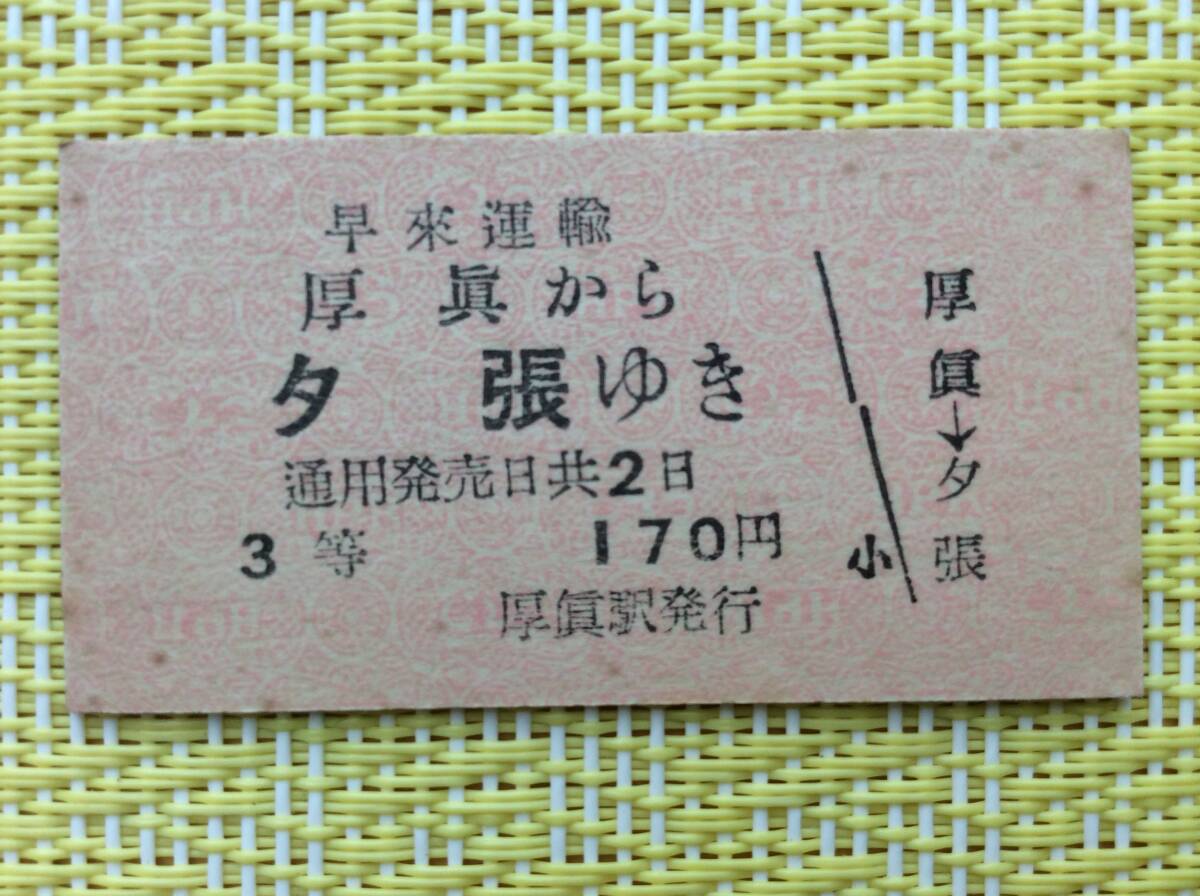 早來運輸
厚眞から
夕張ゆき
通用発売日共2日
3等 170円
厚眞駅発行
厚眞→夕張
小